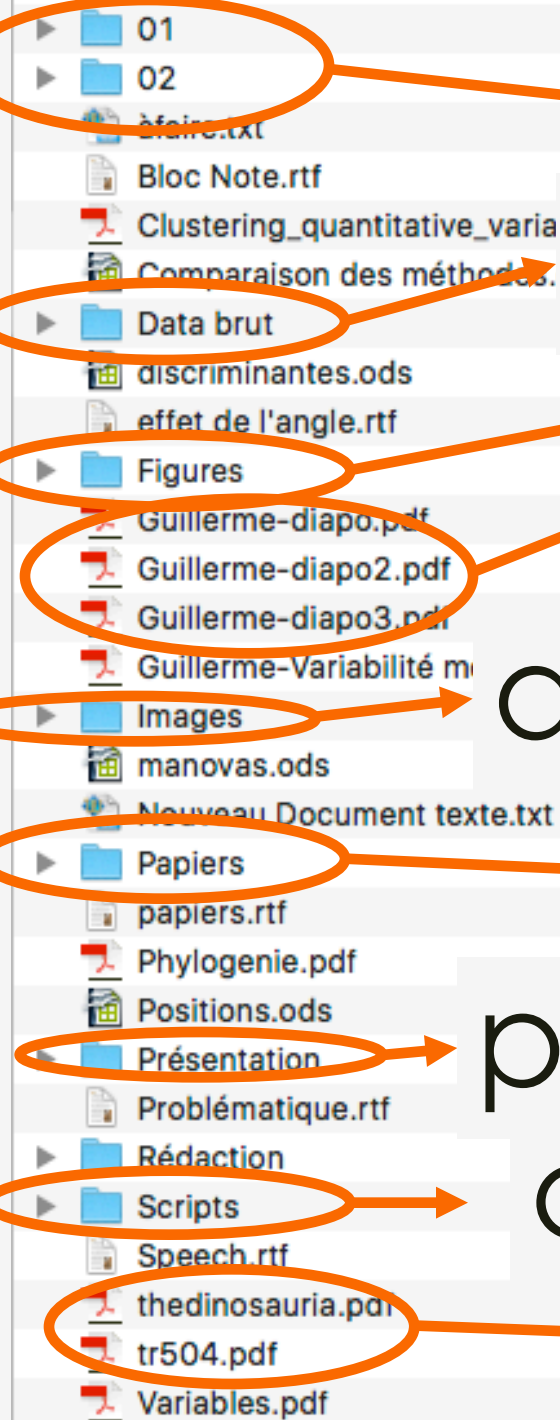 01
02
àfaire.txt
Bloc Note.rtf
Clustering_quantitative_varia
Comparaison des méthodes.
Data brut
discriminantes.ods
effet de l'angle.rtf
Figures
Guillerme-diapo.pdf
Guillerme-diapo2.pdf
Guillerme-diapo3.pdf
Guillerme-Variabilité m
Images
manovas.ods
Nouveau Document texte.txt
Papiers
papiers.rtf
Phylogenie.pdf
Positions.ods
Présentation
p
Problématique.rtf
Rédaction
Scripts
Speech.rtf
thedinosauria.pdf
tr504.pdf
Variables.pdf